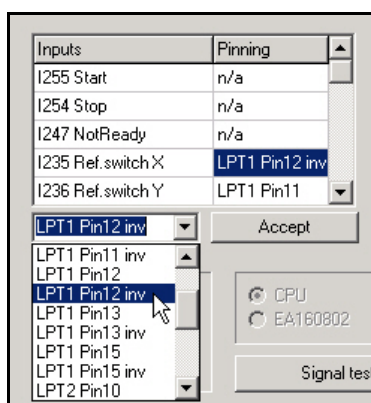 Inputs Pinning
I255 Start n/a
I254 Stop n/a
I247 NotReady n/a
I235 Ref.switch X LPT1 Pin12 inv
I236 Ref.switch Y LPT1 Pin11
LPT1 Pin12 inv Accept
LPT1 Pin11 inv
LPT1 Pin12
LPT1 Pin12 inv
LPT1 Pin13
LPT1 Pin13 inv
LPT1 Pin15
LPT1 Pin15 inv
LPT2 Pin10
CPU
EA160802
Signal tes